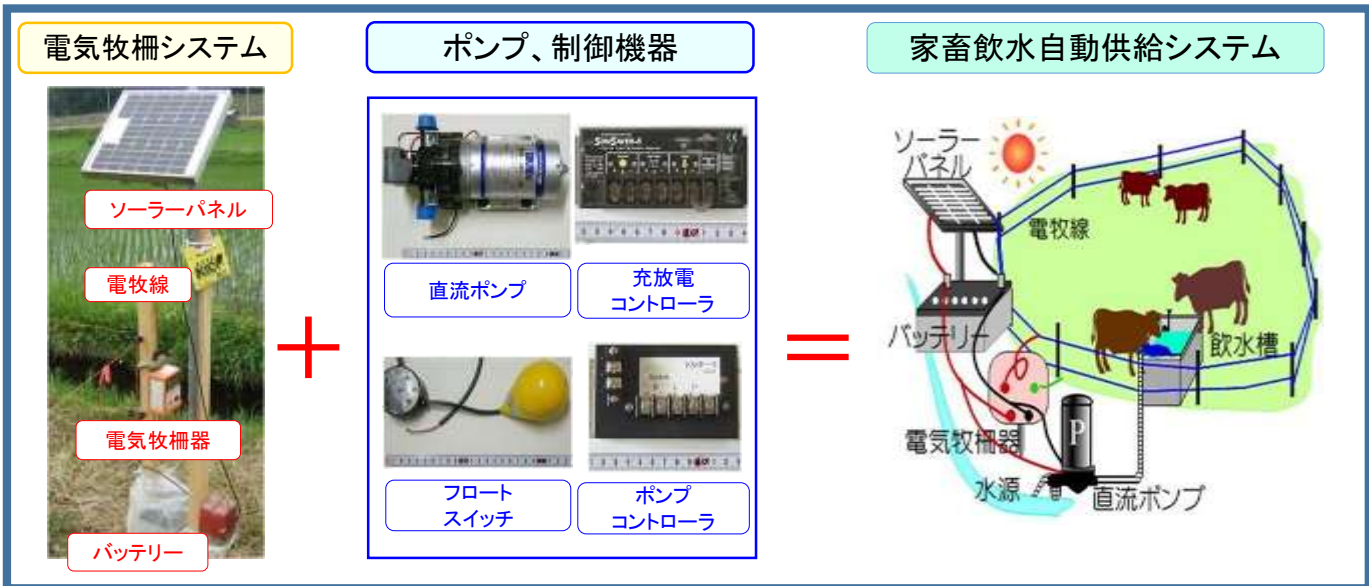 電気牧柵システム
ポンプ、制御機器
家畜飲水自動供給システム
ソーラーパネル
電牧線
電気牧柵器
バッテリー
+
直流ポンプ
充放電
コントローラ
フロート
スイッチ
ポンプ
コントローラ
=
ソーラー
パネル
電牧線
バッテリー
飲水槽
電気牧柵器
P
水源
直流ポンプ